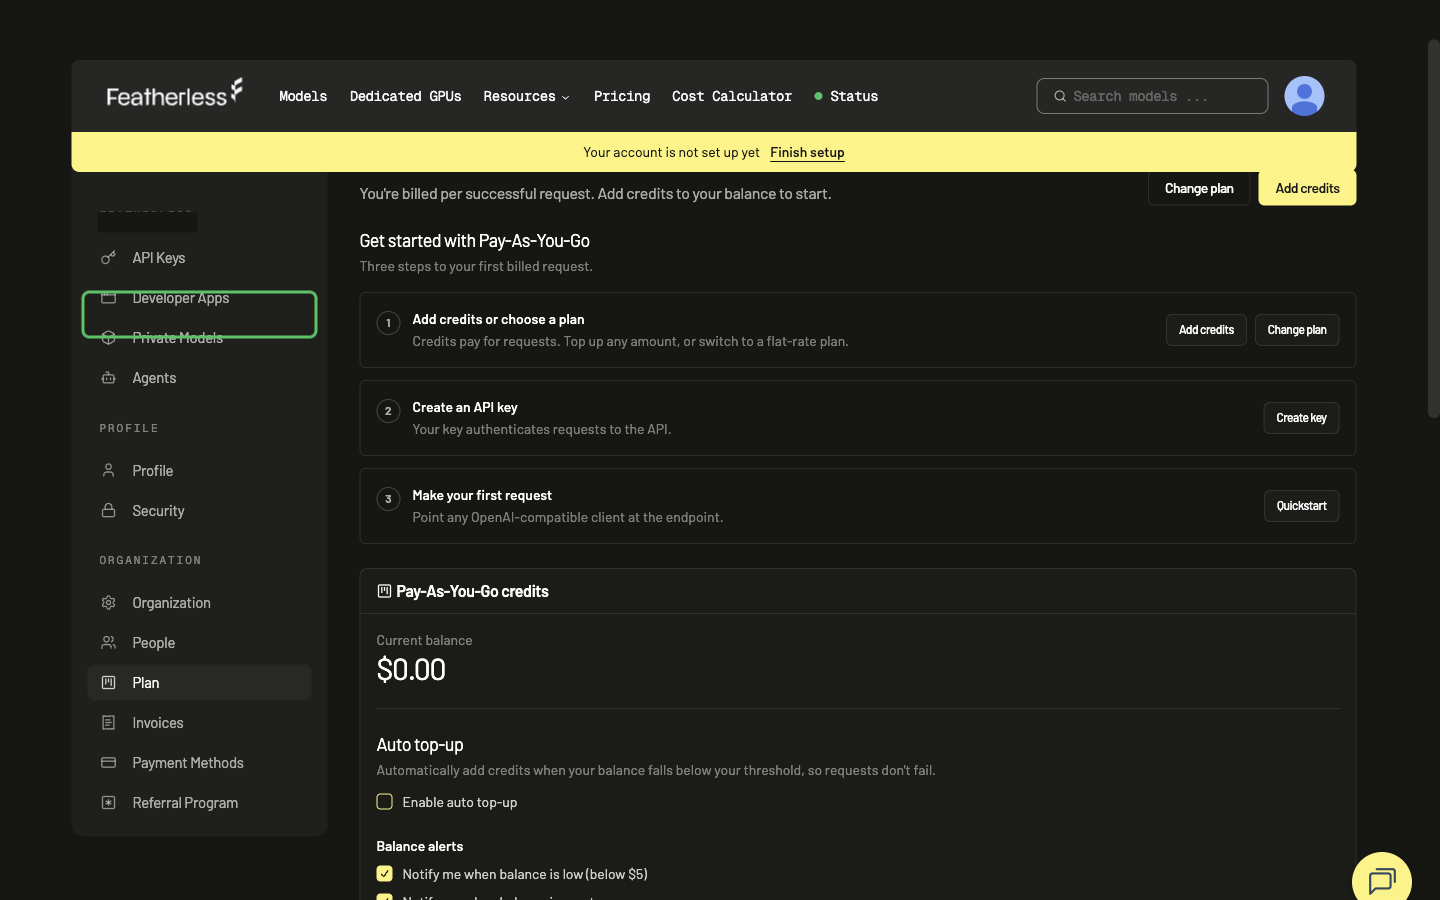 Featherless
Models
Dedicated GPUs
Resources
Pricing
Cost Calculator
Status
Search models ...
Your account is not set up yet Finish setup
You're billed per successful request. Add credits to your balance to start.
Change plan
Add credits
API Keys
Developer Apps
Private Models
Agents
PROFILE
Profile
Security
ORGANIZATION
Organization
People
Plan
Invoices
Payment Methods
Referral Program
Get started with Pay-As-You-Go
Three steps to your first billed request.
1
Add credits or choose a plan
Credits pay for requests. Top up any amount, or switch to a flat-rate plan.
Add credits
Change plan
2
Create an API key
Your key authenticates requests to the API.
Create key
3
Make your first request
Point any OpenAI-compatible client at the endpoint.
Quickstart
Pay-As-You-Go credits
Current balance
$0.00
Auto top-up
Automatically add credits when your balance falls below your threshold, so requests don't fail.
Enable auto top-up
Balance alerts
Notify me when balance is low (below $5)